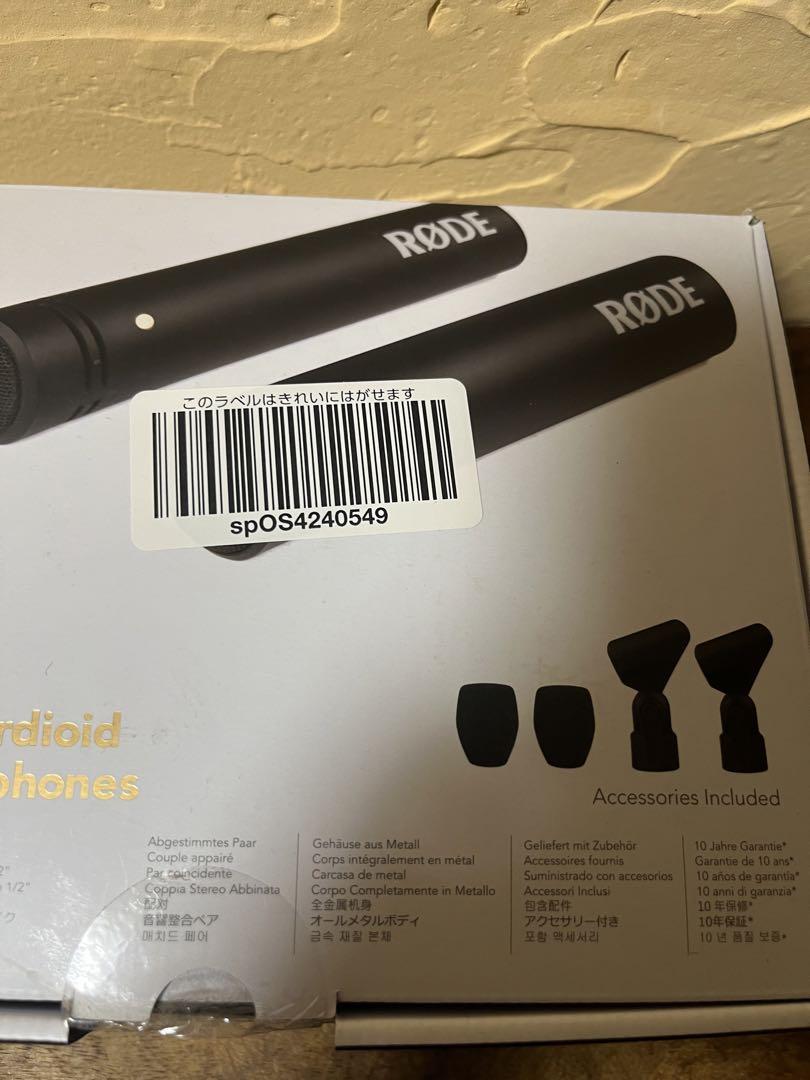 RØDE
RØDE
このラベルはきれいにはがせます
spOS4240549
rdioid
phones
Accessories Included
Abgestimmtes Paar
Couple appairé
Par coincidente
Coppia Stereo Abbinata
配对
音響整合ペア
매치드 페어
Gehäuse aus Metall
Corps intégralement en métal
Carcasa de metal
Corpo Completamente in Metallo
全金属机身
オールメタルボディ
금속 재질 본체
Geliefert mit Zubehör
Accessoires fournis
Suministrado con accesorios
Accessori Inclusi
包含配件
アクセサリー付き
포함 액세서리
10 Jahre Garantie*
Garantie de 10 ans*
10 años de garantía*
10 anni di garanzia*
10 年保修*
10年保証*
10 년 품질 보증*